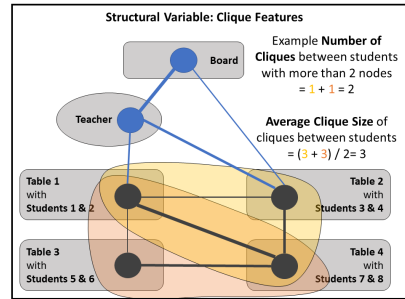 Structural Variable: Clique Features
Board
Example Number of
Cliques between students
with more than 2 nodes
= 1 + 1 = 2
Teacher
Average Clique Size of
cliques between students
= (3 + 3) / 2= 3
Table 1
with
Students 1 & 2
Table 2
with
Students 3 & 4
Table 3
with
Students 5 & 6
Table 4
with
Students 7 & 8